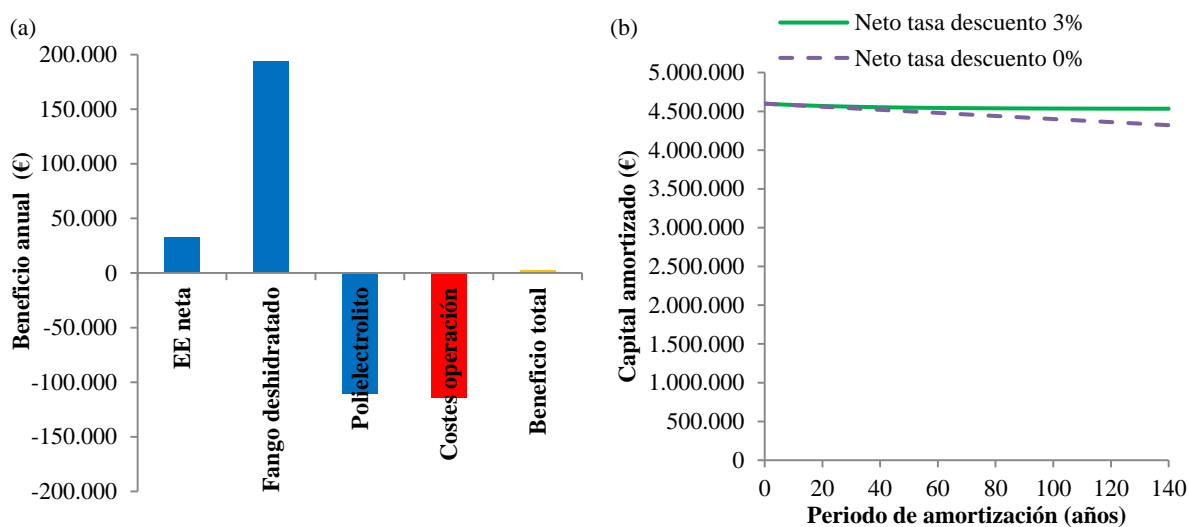 (a)
Beneficio anual  ((€)
200.000
150.000
100.000
50.000
0
-50.000
-100.000
-150.000
-200.000
EE neta
Fango deshidratado
Polielectrolito
Costes operación
Beneficio total
(b)
Neto tasa descuento 3%
Neto tasa descuento 0%
Capital amortizado (€)
5.000.000
4.500.000
4.000.000
3.500.000
3.000.000
2.500.000
2.000.000
1.500.000
1.000.000
500.000
0
0 20 40 60 80 100 120 140
Periodo de amortización (años)